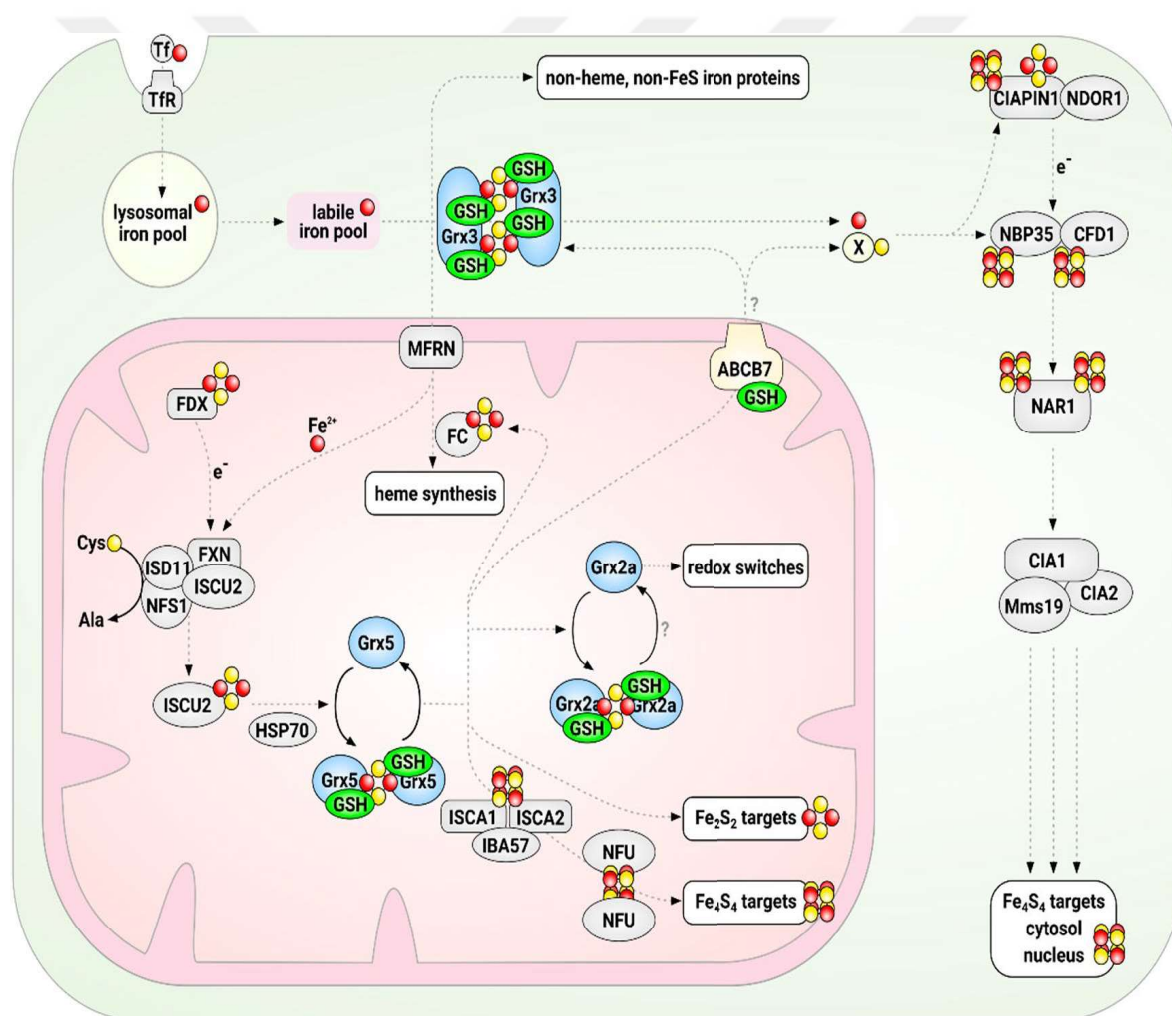 Tf
TfR
non-heme, non-FeS iron proteins
CIAPIN1
NDOR1
e⁻
lysosomal
iron pool
labile
iron pool
GSH
Grx3
GSH
GSH
Grx3
GSH
X
NBP35
CFD1
?
MFRN
ABCB7
GSH
NAR1
FDX
Fe²⁺
FC
e⁻
heme synthesis
Cys
ISD11
FXN
NFS1
ISCU2
Ala
Grx2a
redox switches
?
CIA1
Mms19
CIA2
Grx5
ISCU2
HSP70
GSH
Grx2a
Grx2a
GSH
GSH
Grx5
Grx5
GSH
ISCA1
ISCA2
IBA57
Fe₂S₂ targets
NFU
NFU
Fe₄S₄ targets
Fe₄S₄ targets
cytosol
nucleus